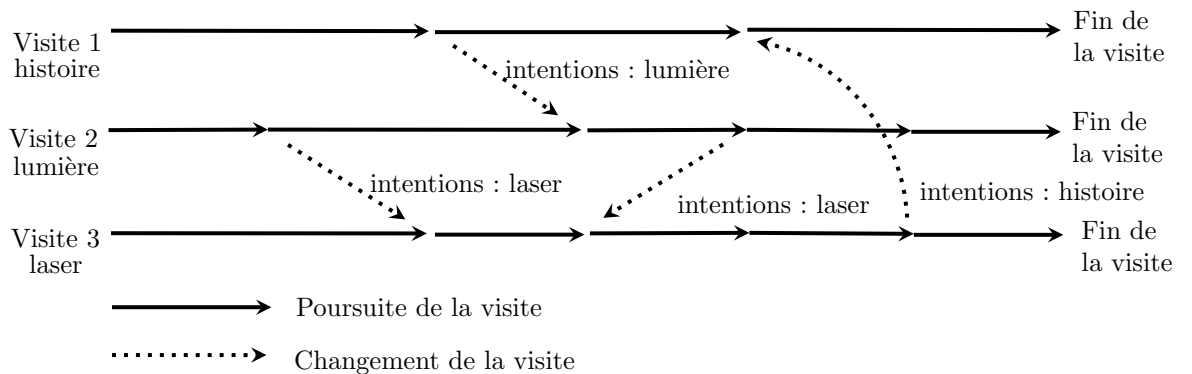 Visite 1
histoire
Fin de
la visite
intentions : lumière
Visite 2
lumière
Fin de
la visite
intentions : laser
intentions : laser
intentions : histoire
Visite 3
laser
Fin de
la visite
Poursuite de la visite
Changement de la visite